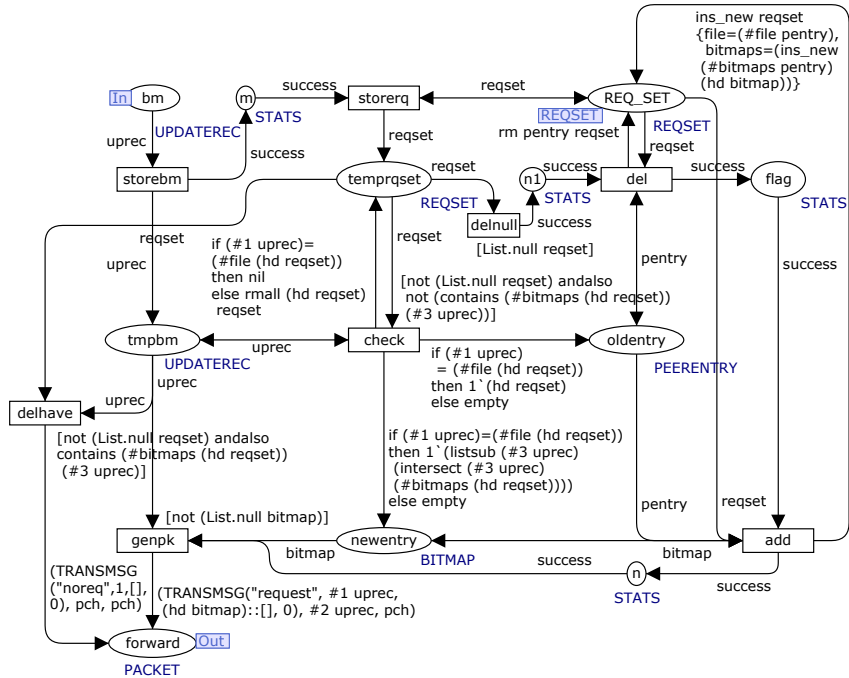 ins_new reqset
{file=(#file pentry),
bitmaps=(ins_new
(#bitmaps pentry)
(hd bitmap))}
In
bm
UPDATEREC
m
STATS
success
storerq
reqset
REQ_SET
REQSET
REQSET
rm pentry reqset
reqset
uprec
success
storebm
reqset
temprqset
reqset
REQSET
n1
STATS
success
del
success
flag
STATS
delnull
success
[List.null reqset]
reqset
uprec
if (#1 uprec)=
(#file (hd reqset))
then nil
else rmall (hd reqset)
reqset
reqset
[not (List.null reqset) andalso
not (contains (#bitmaps (hd reqset))
(#3 uprec))]
pentry
success
tmpbm
UPDATEREC
uprec
check
oldentry
PEERENTRY
if (#1 uprec)
= (#file (hd reqset))
then 1`(hd reqset)
else empty
uprec
delhave
uprec
[not (List.null reqset) andalso
contains (#bitmaps (hd reqset))
(#3 uprec)]
if (#1 uprec)=(#file (hd reqset))
then 1`(listsub (#3 uprec)
(intersect (#3 uprec)
(#bitmaps (hd reqset))))
else empty
pentry
reqset
[not (List.null bitmap)]
genpk
bitmap
newentry
BITMAP
bitmap
add
success
n
STATS
success
(TRANSMSG
("noreq",1,[],
0), pch, pch)
(TRANSMSG("request", #1 uprec,
(hd bitmap)::[], 0), #2 uprec, pch)
forward
Out
PACKET